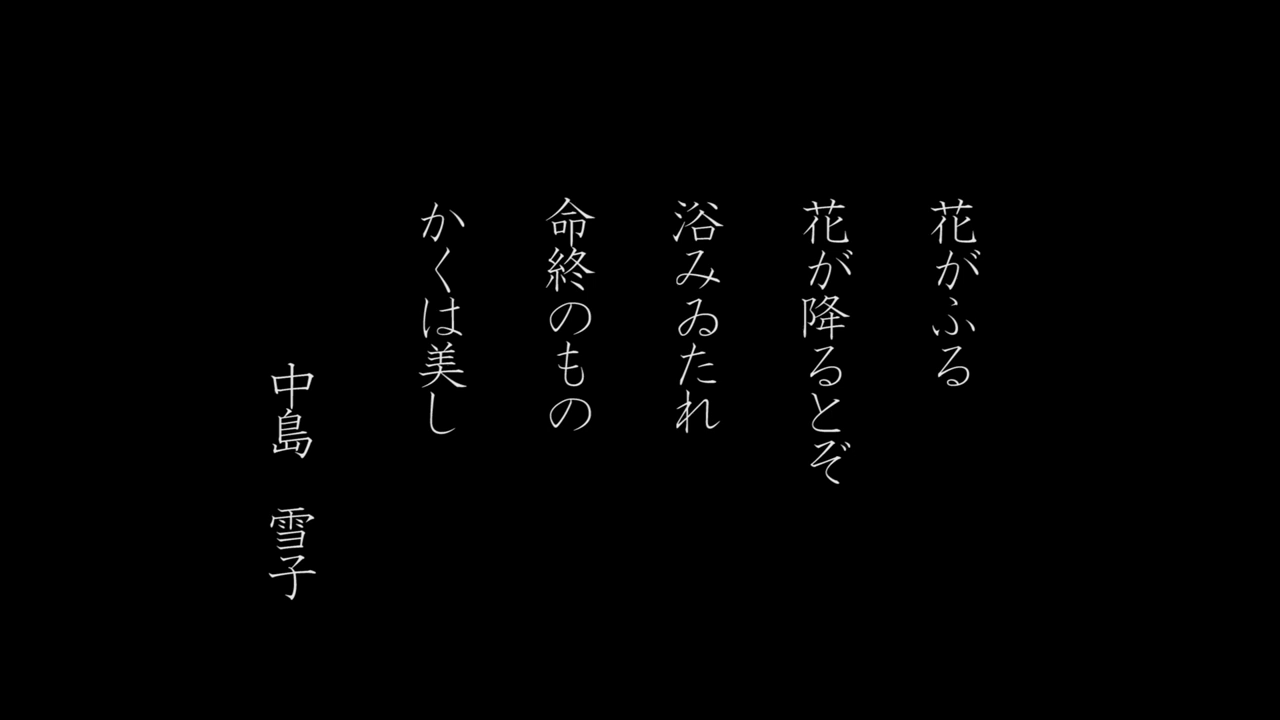 花がふる
花が降るとぞ
浴みゐたれ
命終のもの
かくは美し
中島　雪子